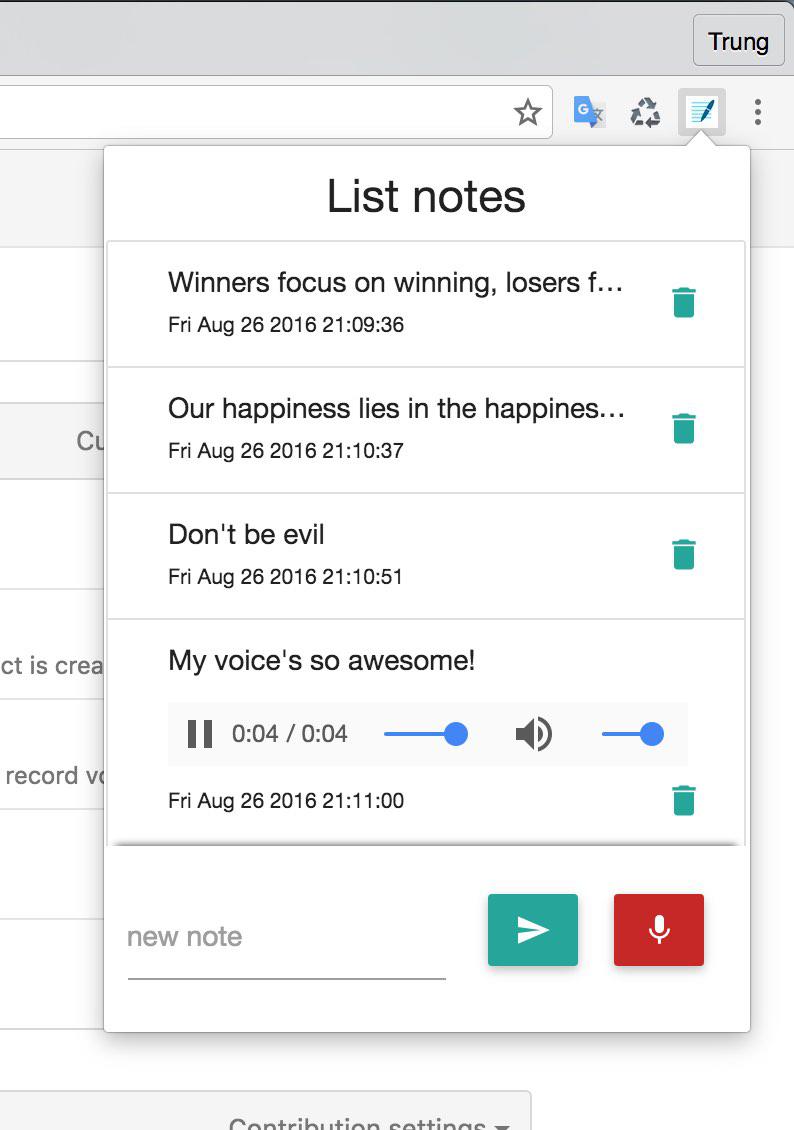 Trung
List notes
Winners focus on winning, losers f...
Fri Aug 26 2016 21:09:36
Our happiness lies in the happines...
Fri Aug 26 2016 21:10:37
Cu
Don't be evil
Fri Aug 26 2016 21:10:51
My voice's so awesome!
ct is crea
0:04 / 0:04
record vo
Fri Aug 26 2016 21:11:00
new note
Contribution settings